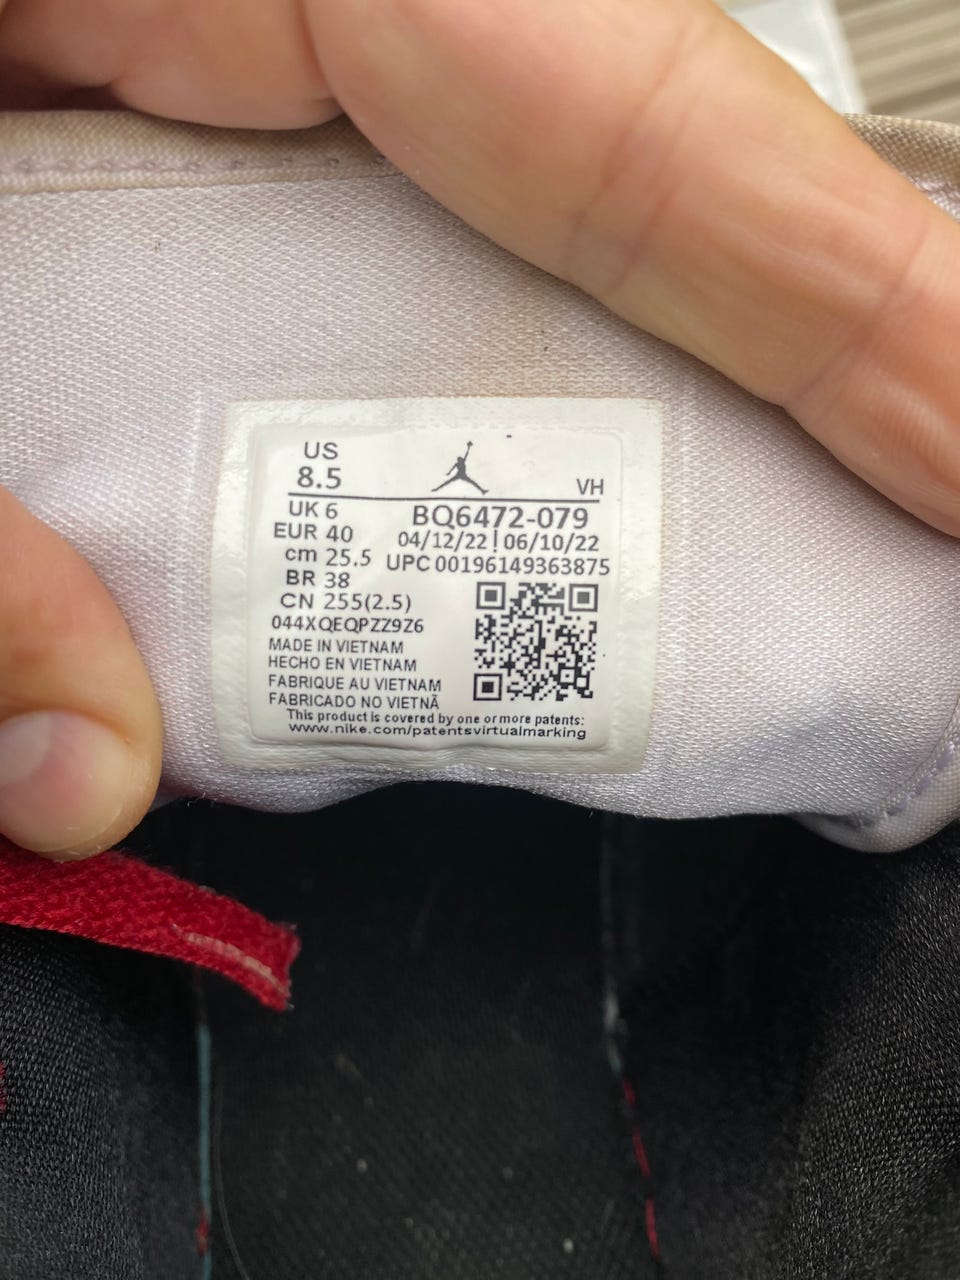 US
8.5
VH
UK 6
BQ6472-079
EUR 40
04/12/22 | 06/10/22
cm 25.5
UPC 00196149363875
BR 38
CN 255(2.5)
044XQEQPZZ9Z6
MADE IN VIETNAM
HECHO EN VIETNAM
FABRIQUE AU VIETNAM
FABRICADO NO VIETNÃ
This product is covered by one or more patents:
www.nike.com/patentsvirtualmarking